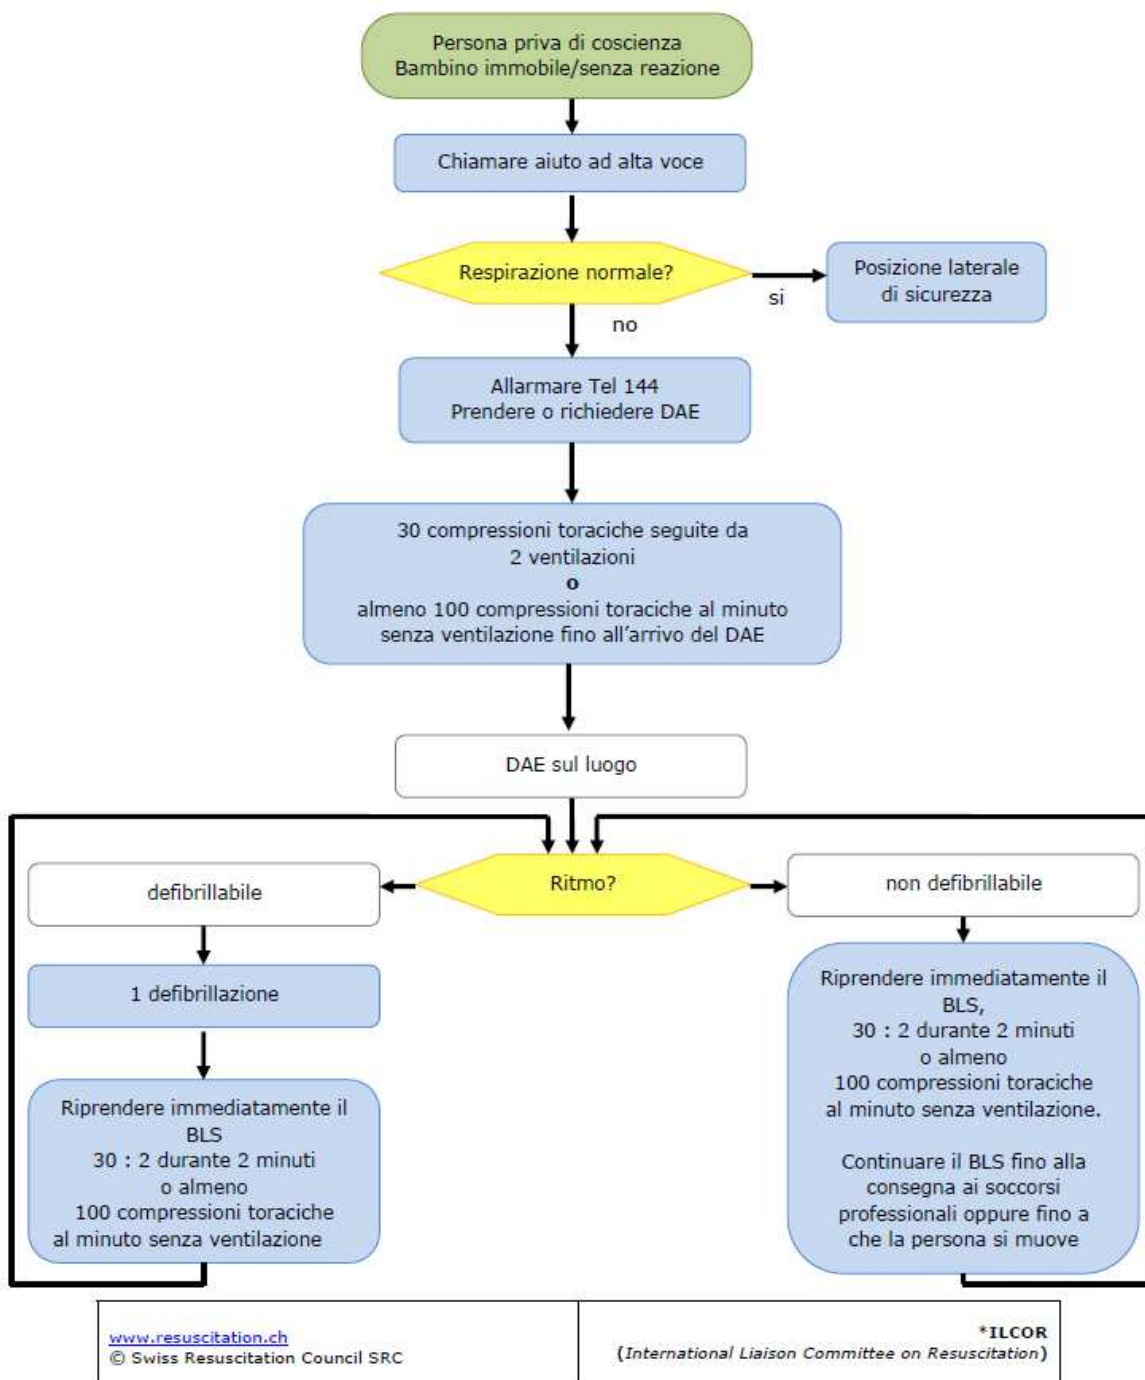 Persona priva di coscienza
Bambino immobile/senza reazione
Chiamare aiuto ad alta voce
Respirazione normale?
si
Posizione laterale
di sicurezza
no
Allarmare Tel 144
Prendere o richiedere DAE
30 compressioni toraciche seguite da
2 ventilazioni
o
almeno 100 compressioni toraciche al minuto
senza ventilazione fino all'arrivo del DAE
DAE sul luogo
Ritmo?
defibrillabile
1 defibrillazione
Riprendere immediatamente il
BLS
30 : 2 durante 2 minuti
o almeno
100 compressioni toraciche
al minuto senza ventilazione
non defibrillabile
Riprendere immediatamente il
BLS,
30 : 2 durante 2 minuti
o almeno
100 compressioni toraciche
al minuto senza ventilazione.
Continuare il BLS fino alla
consegna ai soccorsi
professionali oppure fino a
che la persona si muove
www.resuscitation.ch
© Swiss Resuscitation Council SRC
*ILCOR
(International Liaison Committee on Resuscitation)